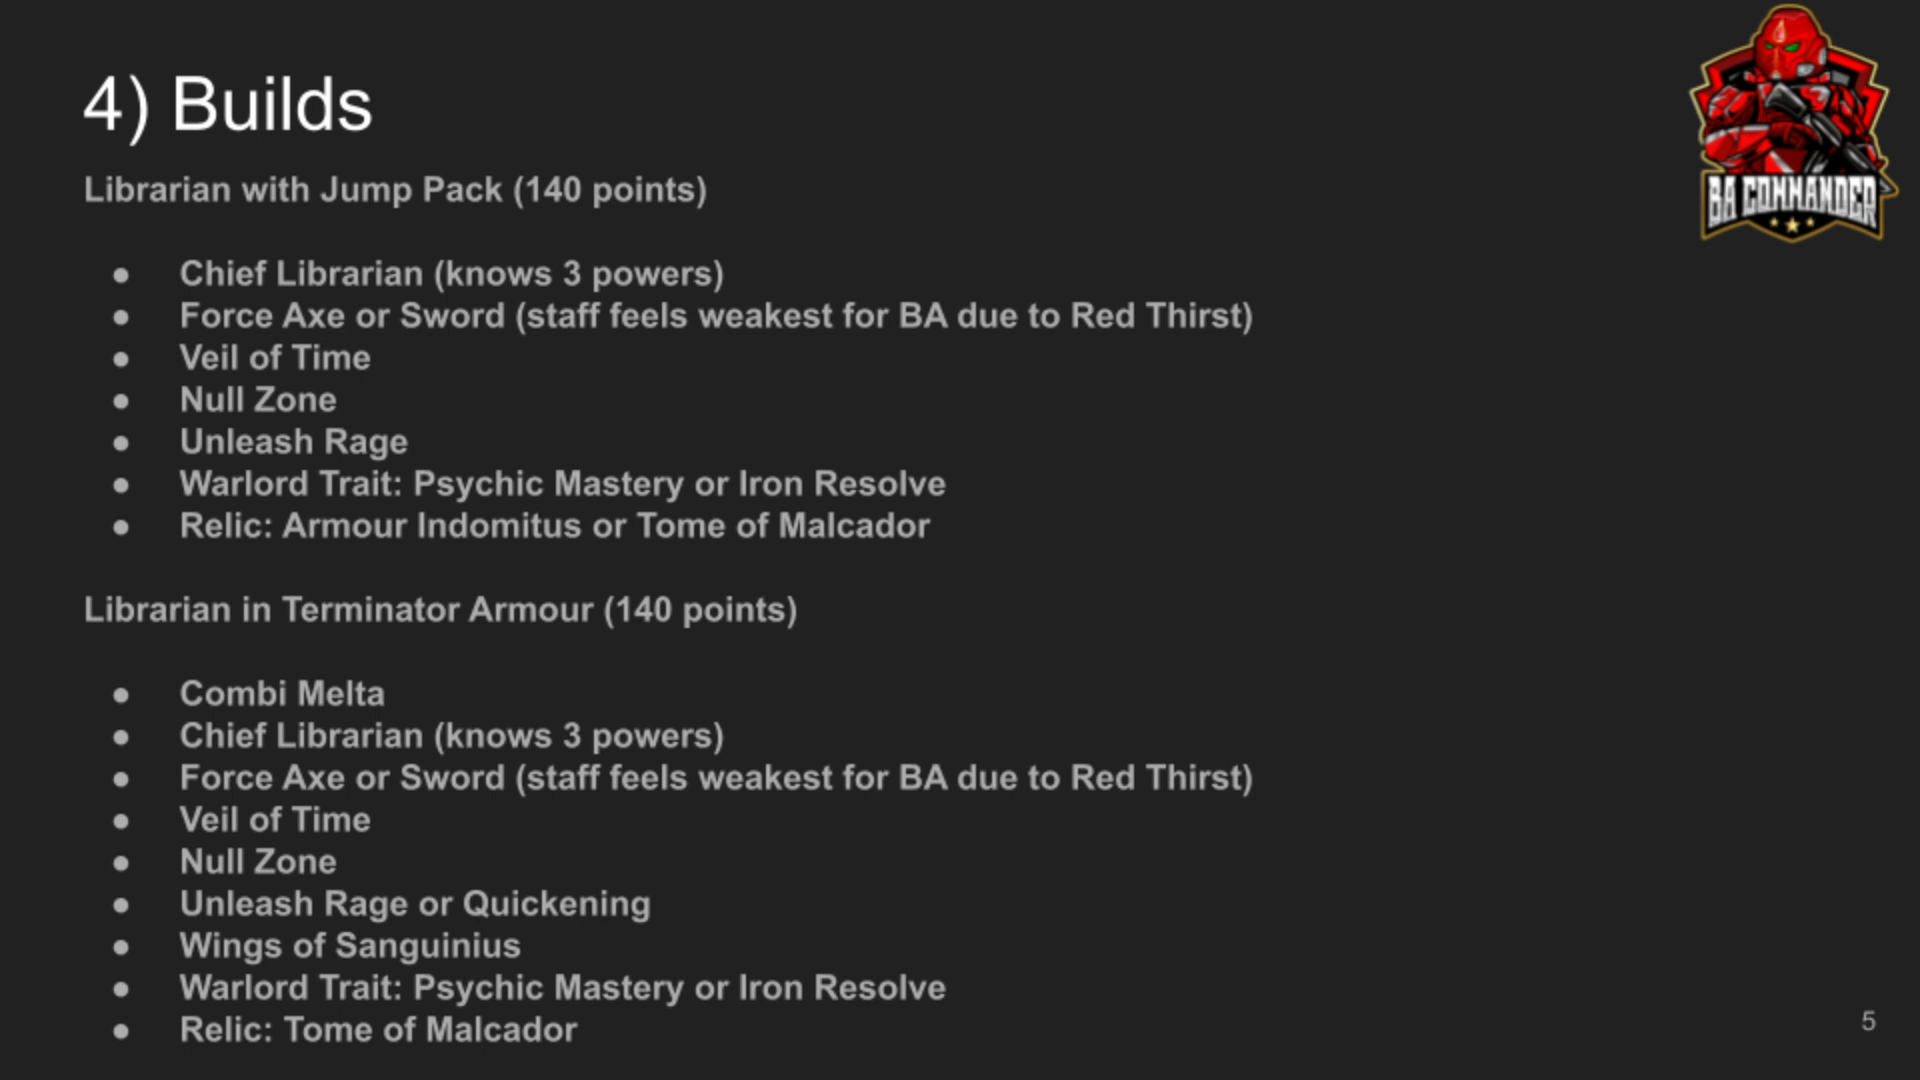 4) Builds
BA COMMANDER
Librarian with Jump Pack (140 points)
● Chief Librarian (knows 3 powers)
● Force Axe or Sword (staff feels weakest for BA due to Red Thirst)
● Veil of Time
● Null Zone
● Unleash Rage
● Warlord Trait: Psychic Mastery or Iron Resolve
● Relic: Armour Indomitus or Tome of Malcador
Librarian in Terminator Armour (140 points)
● Combi Melta
● Chief Librarian (knows 3 powers)
● Force Axe or Sword (staff feels weakest for BA due to Red Thirst)
● Veil of Time
● Null Zone
● Unleash Rage or Quickening
● Wings of Sanguinius
● Warlord Trait: Psychic Mastery or Iron Resolve
● Relic: Tome of Malcador
5